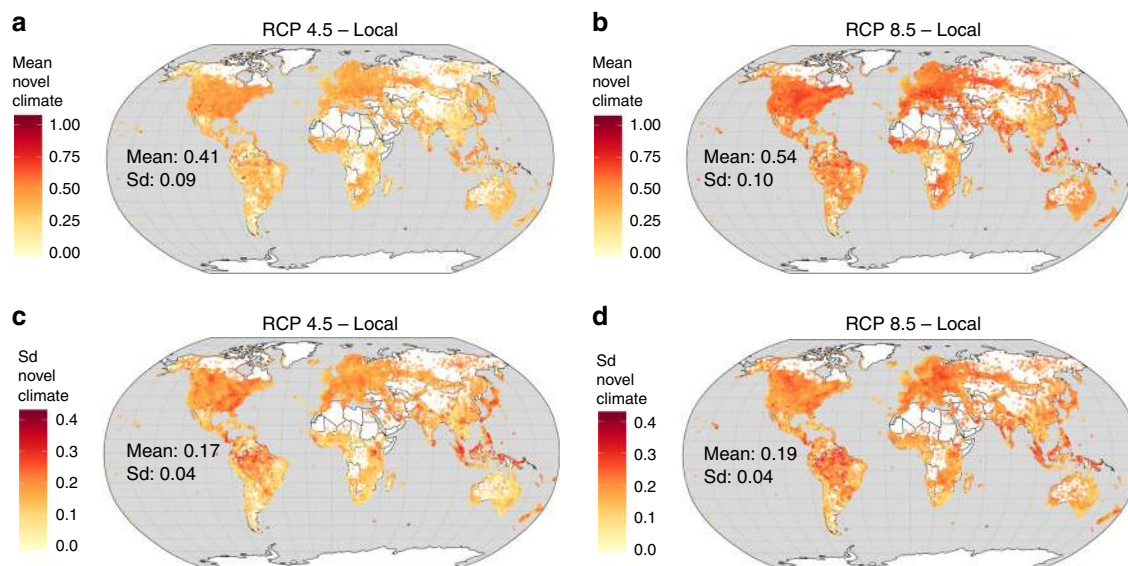 a
RCP 4.5 – Local
Mean
novel
climate
1.00
0.75
0.50
0.25
0.00
Mean: 0.41
Sd: 0.09
b
RCP 8.5 – Local
Mean
novel
climate
1.00
0.75
0.50
0.25
0.00
Mean: 0.54
Sd: 0.10
c
RCP 4.5 – Local
Sd
novel
climate
0.4
0.3
0.2
0.1
0.0
Mean: 0.17
Sd: 0.04
d
RCP 8.5 – Local
Sd
novel
climate
0.4
0.3
0.2
0.1
0.0
Mean: 0.19
Sd: 0.04